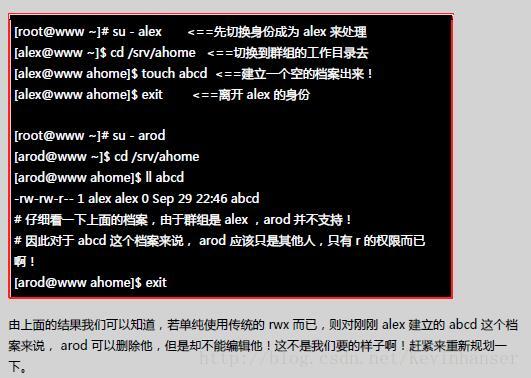 [root@www ~]# su - alex        <==先切换身份成为 alex 来处理
[alex@www ~]$ cd /srv/ahome   <==切换到群组的工作目录去
[alex@www ahome]$ touch abcd  <==建立一个空的档案出来！
[alex@www ahome]$ exit         <==离开 alex 的身份
[root@www ~]# su - arod
[arod@www ~]$ cd /srv/ahome
[arod@www ahome]$ ll abcd
-rw-rw-r-- 1 alex alex 0 Sep 29 22:46 abcd
# 仔细看一下上面的档案，由于群组是 alex ，arod 并不支持！
# 因此对于 abcd 这个档案来说， arod 应该只是其他人，只有 r 的权限而已
啊！
[arod@www ahome]$ exit
由上面的结果我们可以知道，若单纯使用传统的 rwx 而已，则对刚刚 alex 建立的 abcd 这个档
案来说， arod 可以删除他，但是却不能编辑他！这不是我们要的样子啊！赶紧来重新规划一
下。
http://blog.csdn.net/Kevinhanser